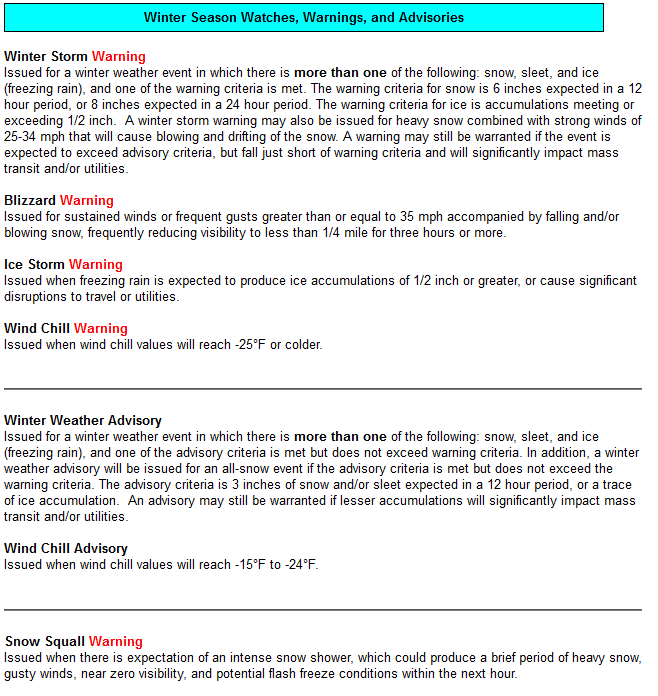 Winter Season Watches, Warnings, and Advisories
Winter Storm Warning
Issued for a winter weather event in which there is more than one of the following: snow, sleet, and ice
(freezing rain), and one of the warning criteria is met. The warning criteria for snow is 6 inches expected in a 12
hour period, or 8 inches expected in a 24 hour period. The warning criteria for ice is accumulations meeting or
exceeding 1/2 inch.  A winter storm warning may also be issued for heavy snow combined with strong winds of
25-34 mph that will cause blowing and drifting of the snow. A warning may still be warranted if the event is
expected to exceed advisory criteria, but fall just short of warning criteria and will significantly impact mass
transit and/or utilities.
Blizzard Warning
Issued for sustained winds or frequent gusts greater than or equal to 35 mph accompanied by falling and/or
blowing snow, frequently reducing visibility to less than 1/4 mile for three hours or more.
Ice Storm Warning
Issued when freezing rain is expected to produce ice accumulations of 1/2 inch or greater, or cause significant
disruptions to travel or utilities.
Wind Chill Warning
Issued when wind chill values will reach -25°F or colder.
Winter Weather Advisory
Issued for a winter weather event in which there is more than one of the following: snow, sleet, and ice
(freezing rain), and one of the advisory criteria is met but does not exceed warning criteria. In addition, a winter
weather advisory will be issued for an all-snow event if the advisory criteria is met but does not exceed the
warning criteria. The advisory criteria is 3 inches of snow and/or sleet expected in a 12 hour period, or a trace
of ice accumulation.  An advisory may still be warranted if lesser accumulations will significantly impact mass
transit and/or utilities.
Wind Chill Advisory
Issued when wind chill values will reach -15°F to -24°F.
Snow Squall Warning
Issued when there is expectation of an intense snow shower, which could produce a brief period of heavy snow,
gusty winds, near zero visibility, and potential flash freeze conditions within the next hour.